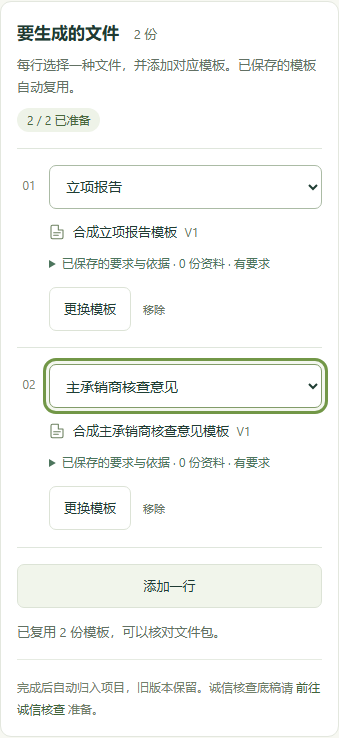 要生成的文件 2 份
每行选择一种文件，并添加对应模板。已保存的模板
自动复用。
2 / 2 已准备
01 立项报告
合成立项报告模板 V1
▶ 已保存的要求与依据 · 0 份资料 · 有要求
更换模板 移除
02 主承销商核查意见
合成主承销商核查意见模板 V1
▶ 已保存的要求与依据 · 0 份资料 · 有要求
更换模板 移除
添加一行
已复用 2 份模板，可以核对文件包。
完成后自动归入项目，旧版本保留。诚信核查底稿请 前往
诚信核查 准备。